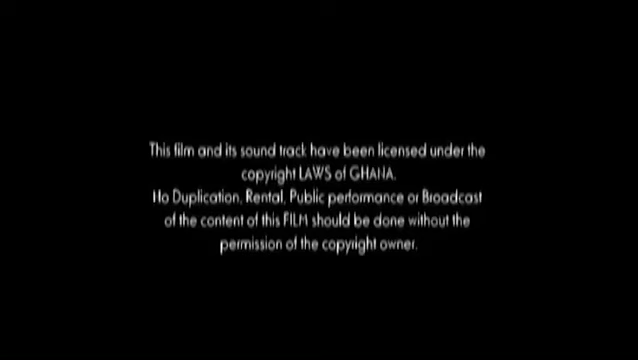 This film and its sound track have been licensed under the
copyright LAWS of GHANA.
No Duplication, Rental, Public performance or Broadcast
of the content of this FILM should be done without the
permission of the copyright owner.